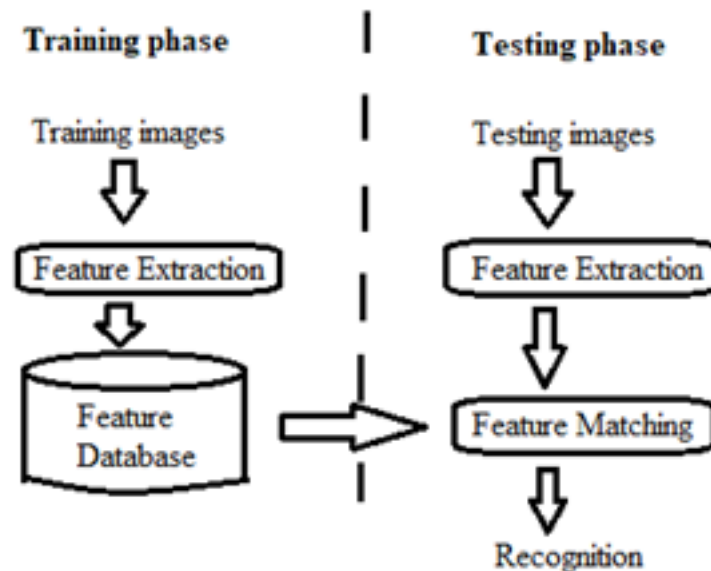 Training phase
Training images
Feature Extraction
Feature
Database
Testing phase
Testing images
Feature Extraction
Feature Matching
Recognition